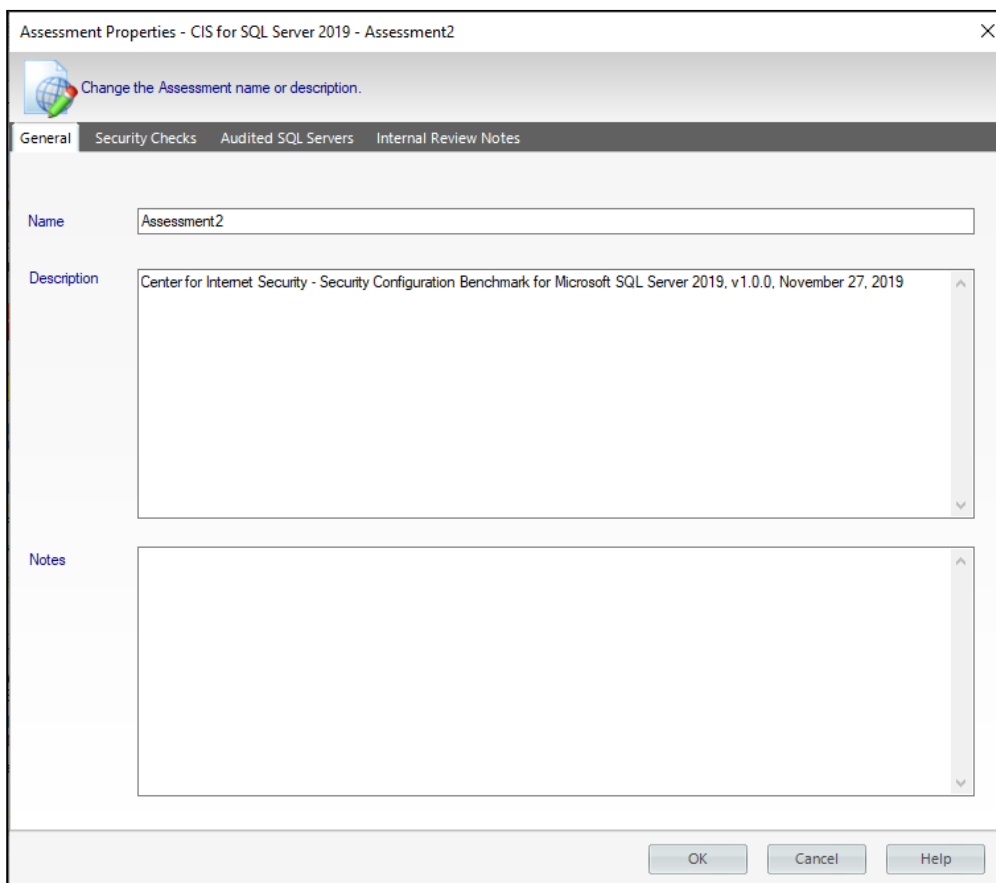 Assessment Properties - CIS for SQL Server 2019 - Assessment2
Change the Assessment name or description.
General Security Checks Audited SQL Servers Internal Review Notes
Name Assessment2
Description Center for Internet Security - Security Configuration Benchmark for Microsoft SQL Server 2019, v1.0.0, November 27, 2019
Notes
OK Cancel Help